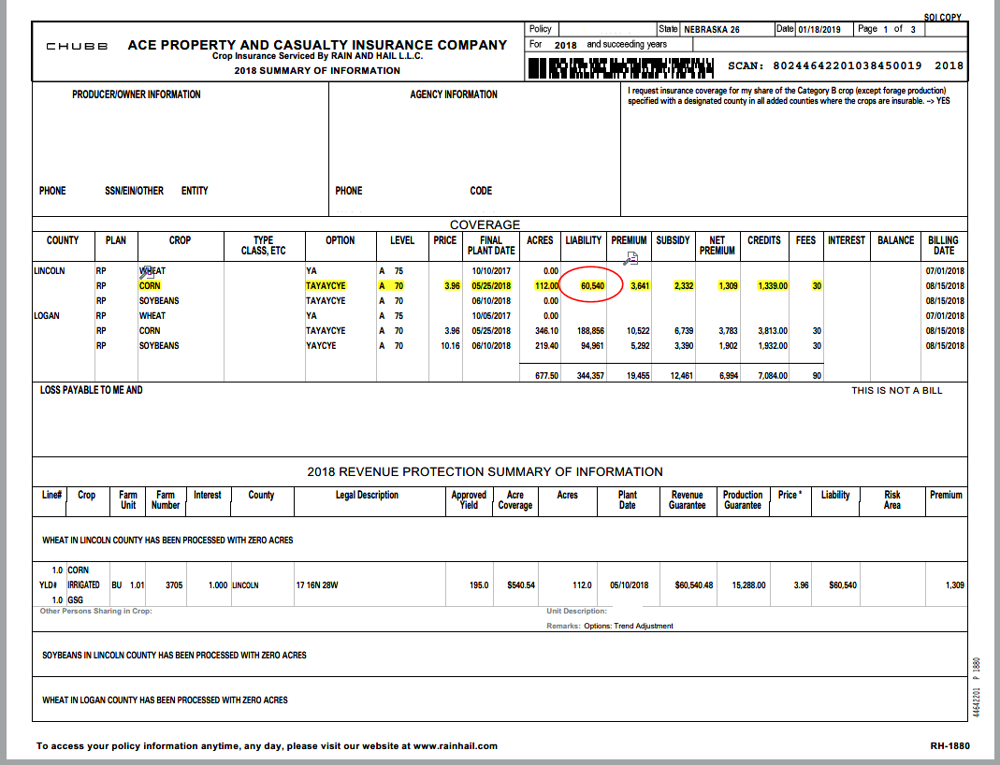 SOI COPY
CHUBB
ACE PROPERTY AND CASUALTY INSURANCE COMPANY
Crop Insurance Serviced By RAIN AND HAIL L.L.C.
2018 SUMMARY OF INFORMATION
Policy State NEBRASKA 26 Date 01/18/2019 Page 1 of 3
For 2018 and succeeding years
SCAN: 80244642201038450019 2018
PRODUCER/OWNER INFORMATION
PHONE SSN/EIN/OTHER ENTITY
AGENCY INFORMATION
PHONE CODE
I request insurance coverage for my share of the Category B crop (except forage production)
specified with a designated county in all added counties where the crops are insurable. --> YES
COVERAGE
COUNTY PLAN CROP TYPE CLASS, ETC OPTION LEVEL PRICE FINAL PLANT DATE ACRES LIABILITY PREMIUM SUBSIDY NET PREMIUM CREDITS FEES INTEREST BALANCE BILLING DATE
LINCOLN RP WHEAT YA A 75 10/10/2017 0.00 07/01/2018
RP CORN TAYAYCYE A 70 3.96 05/25/2018 112.00 60,540 3,641 2,332 1,309 1,339.00 30 08/15/2018
RP SOYBEANS TAYAYCYE A 70 06/10/2018 0.00 08/15/2018
LOGAN RP WHEAT YA A 75 10/05/2017 0.00 07/01/2018
RP CORN TAYAYCYE A 70 3.96 05/25/2018 346.10 188,856 10,522 6,739 3,783 3,813.00 30 08/15/2018
RP SOYBEANS YAYCYE A 70 10.16 06/10/2018 219.40 94,961 5,292 3,390 1,902 1,932.00 30 08/15/2018
677.50 344,357 19,455 12,461 6,994 7,084.00 90
LOSS PAYABLE TO ME AND THIS IS NOT A BILL
2018 REVENUE PROTECTION SUMMARY OF INFORMATION
Line# Crop Farm Unit Farm Number Interest County Legal Description Approved Yield Acre Coverage Acres Plant Date Revenue Guarantee Production Guarantee Price * Liability Risk Area Premium
WHEAT IN LINCOLN COUNTY HAS BEEN PROCESSED WITH ZERO ACRES
1.0 CORN
YLD# IRRIGATED BU 1.01 3705 1.000 LINCOLN 17 16N 28W 195.0 $540.54 112.0 05/10/2018 $60,540.48 15,288.00 3.96 $60,540 1,309
1.0 GSG
Other Persons Sharing in Crop: Unit Description:
Remarks: Options: Trend Adjustment
SOYBEANS IN LINCOLN COUNTY HAS BEEN PROCESSED WITH ZERO ACRES
WHEAT IN LOGAN COUNTY HAS BEEN PROCESSED WITH ZERO ACRES
44642201 P 1880
To access your policy information anytime, any day, please visit our website at www.rainhail.com
RH-1880